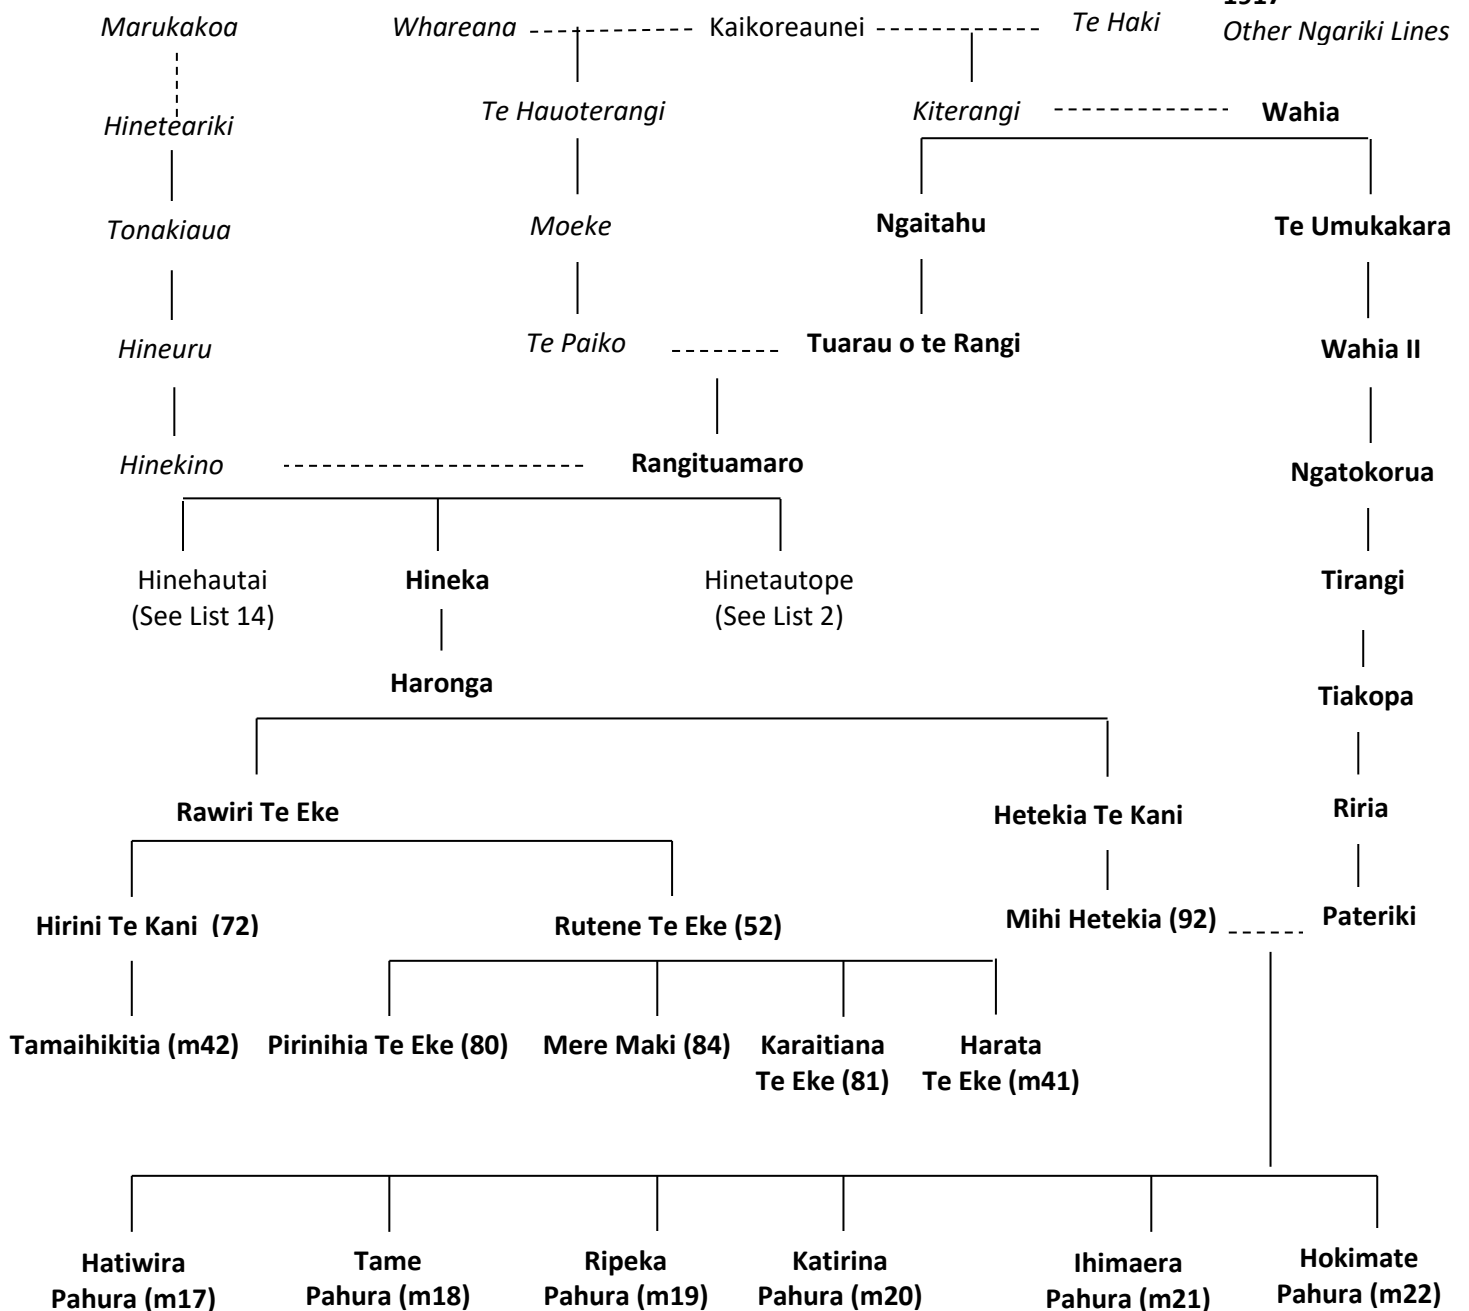 Marukakoa
Whareana
Kaikoreaunei
Te Haki
Other Ngariki Lines
Hineteariki
Te Hauoterangi
Kiterangi
Wahia
Tonakiaua
Moeke
Ngaitahu
Te Umukakara
Hineuru
Te Paiko
Tuarau o te Rangi
Wahia II
Hinekino
Rangituamaro
Ngatokorua
Hinehautai
(See List 14)
Hineka
Hinetautope
(See List 2)
Tirangi
Haronga
Tiakopa
Rawiri Te Eke
Hetekia Te Kani
Riria
Hirini Te Kani (72)
Rutene Te Eke (52)
Mihi Hetekia (92)
Pateriki
Tamaihikitia (m42)
Pirinihia Te Eke (80)
Mere Maki (84)
Karaitiana
Te Eke (81)
Harata
Te Eke (m41)
Hatiwira
Pahura (m17)
Tame
Pahura (m18)
Ripeka
Pahura (m19)
Katirina
Pahura (m20)
Ihimaera
Pahura (m21)
Hokimate
Pahura (m22)